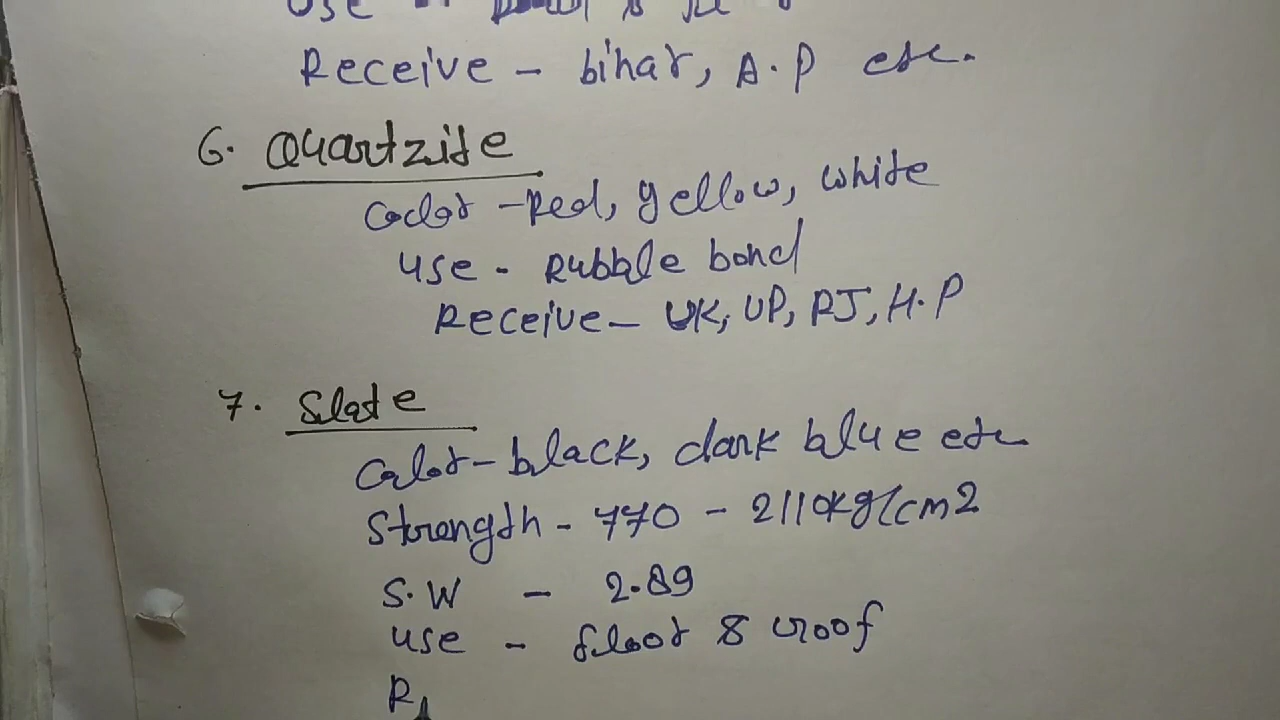 Use
Receive - bihar, A.P etc.
6. Quartzite
Color - Red, yellow, white
Use - Rubble bond
Receive - UK, UP, RJ, H.P
7. Slate
Color - black, dark blue etc
Strength - 770 - 2110kg/cm2
S.W - 2.89
Use - floor & roof
R